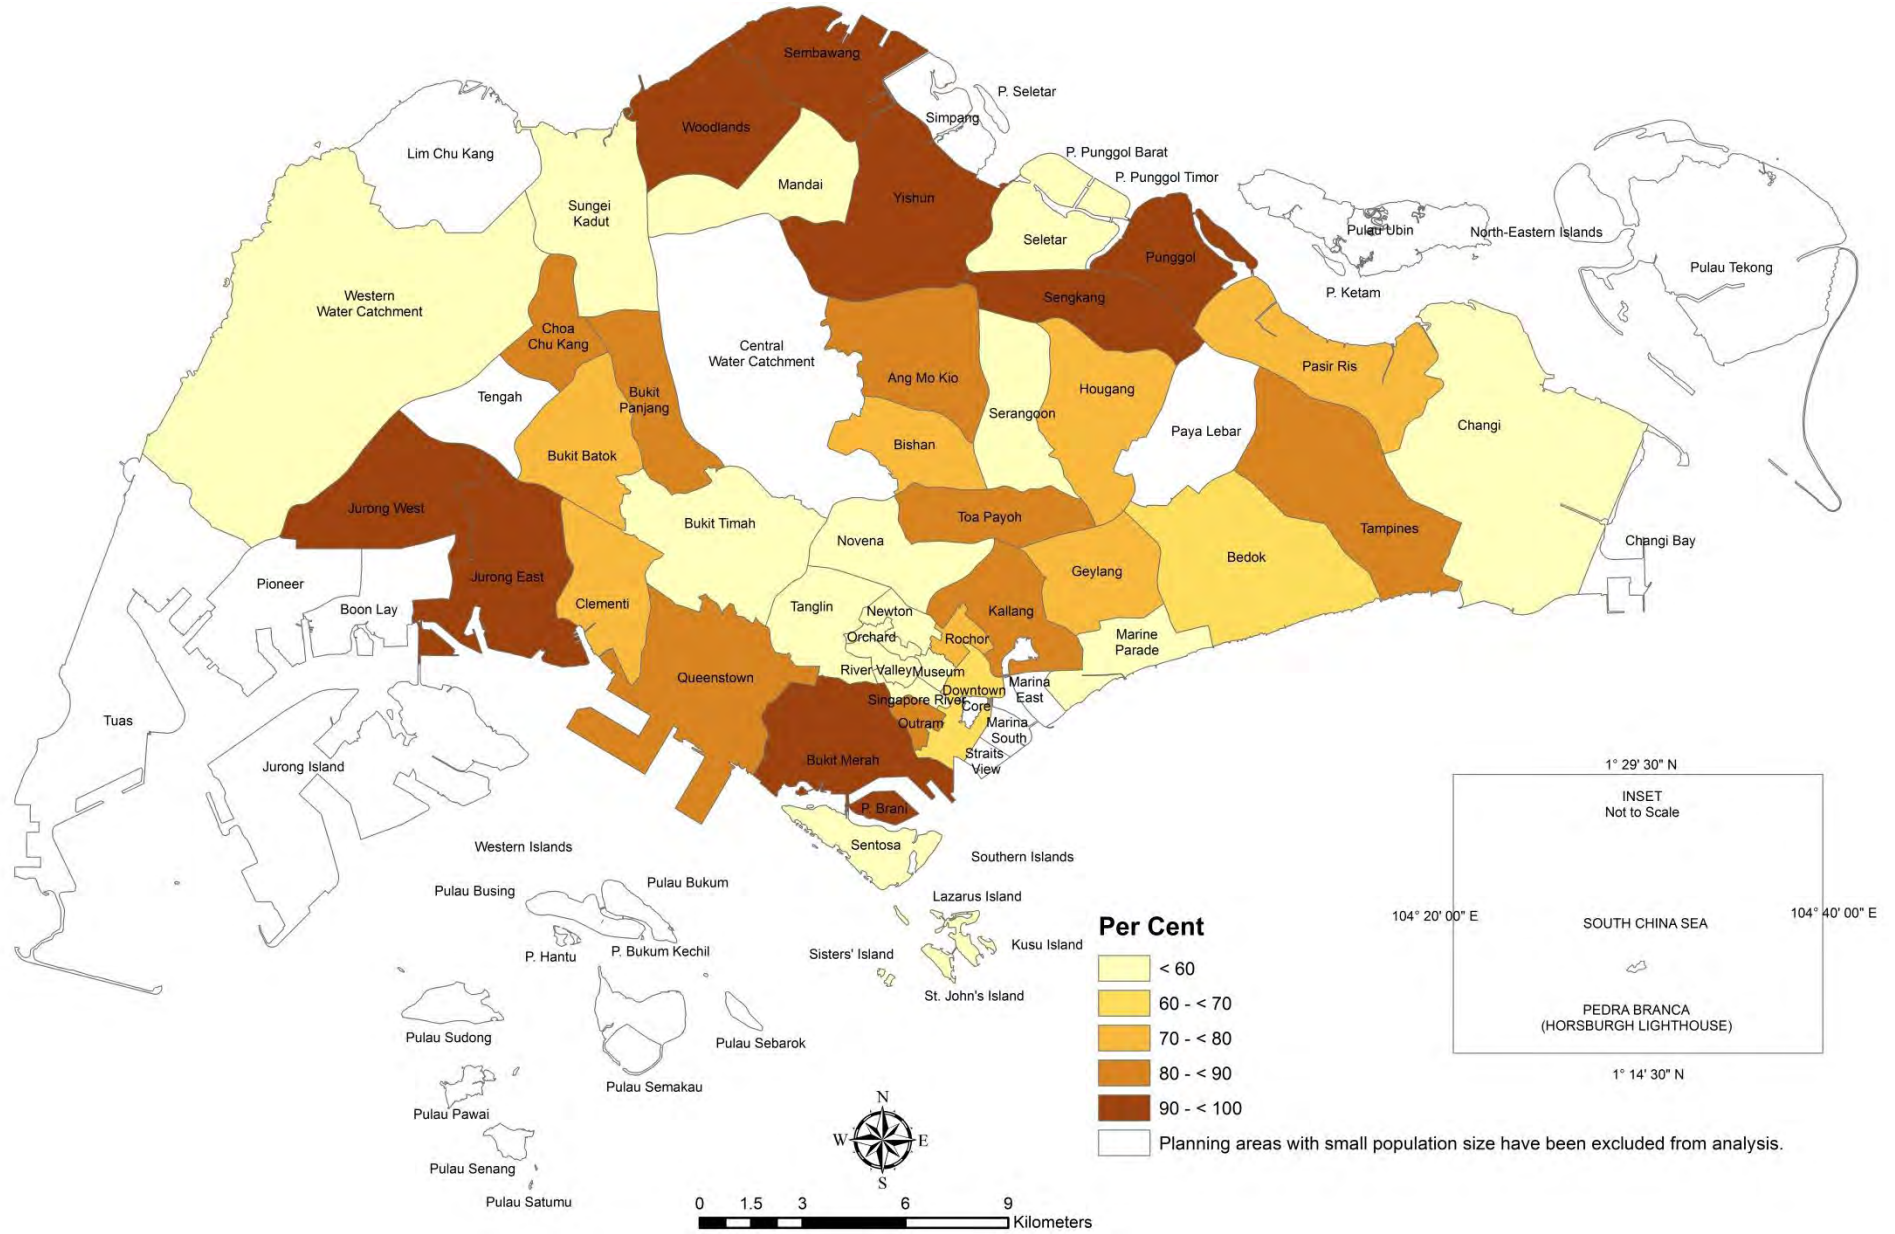 Sembawang
P. Seletar
Simpang
Woodlands
Lim Chu Kang
P. Punggol Barat
P. Punggol Timor
Mandai
Yishun
Sungei
Kadut
Seletar
Pulau Ubin
North-Eastern Islands
Punggol
Pulau Tekong
Sengkang
P. Ketam
Western
Water Catchment
Choa
Chu Kang
Central
Water Catchment
Pasir Ris
Ang Mo Kio
Hougang
Tengah
Bukit
Panjang
Serangoon
Changi
Paya Lebar
Bishan
Bukit Batok
Jurong West
Toa Payoh
Bukit Timah
Tampines
Novena
Changi Bay
Bedok
Geylang
Jurong East
Pioneer
Boon Lay
Clementi
Tanglin
Newton
Kallang
Orchard
Rochor
Marine
Parade
River Valley
Museum
Queenstown
Marina
East
Downtown
Core
Singapore River
Outram
Marina
South
Tuas
Straits
View
Bukit Merah
Jurong Island
P. Brani
Sentosa
Western Islands
Southern Islands
Pulau Busing
Pulau Bukum
Lazarus Island
P. Hantu
P. Bukum Kechil
Sisters' Island
Kusu Island
St. John's Island
Pulau Sudong
Pulau Sebarok
Pulau Semakau
Pulau Pawai
Pulau Senang
Pulau Satumu
N
W
E
S
0 1.5 3 6 9
Kilometers
Per Cent
< 60
60 - < 70
70 - < 80
80 - < 90
90 - < 100
Planning areas with small population size have been excluded from analysis.
1° 29' 30" N
INSET
Not to Scale
104° 20' 00" E
104° 40' 00" E
SOUTH CHINA SEA
PEDRA BRANCA
(HORSBURGH LIGHTHOUSE)
1° 14' 30" N